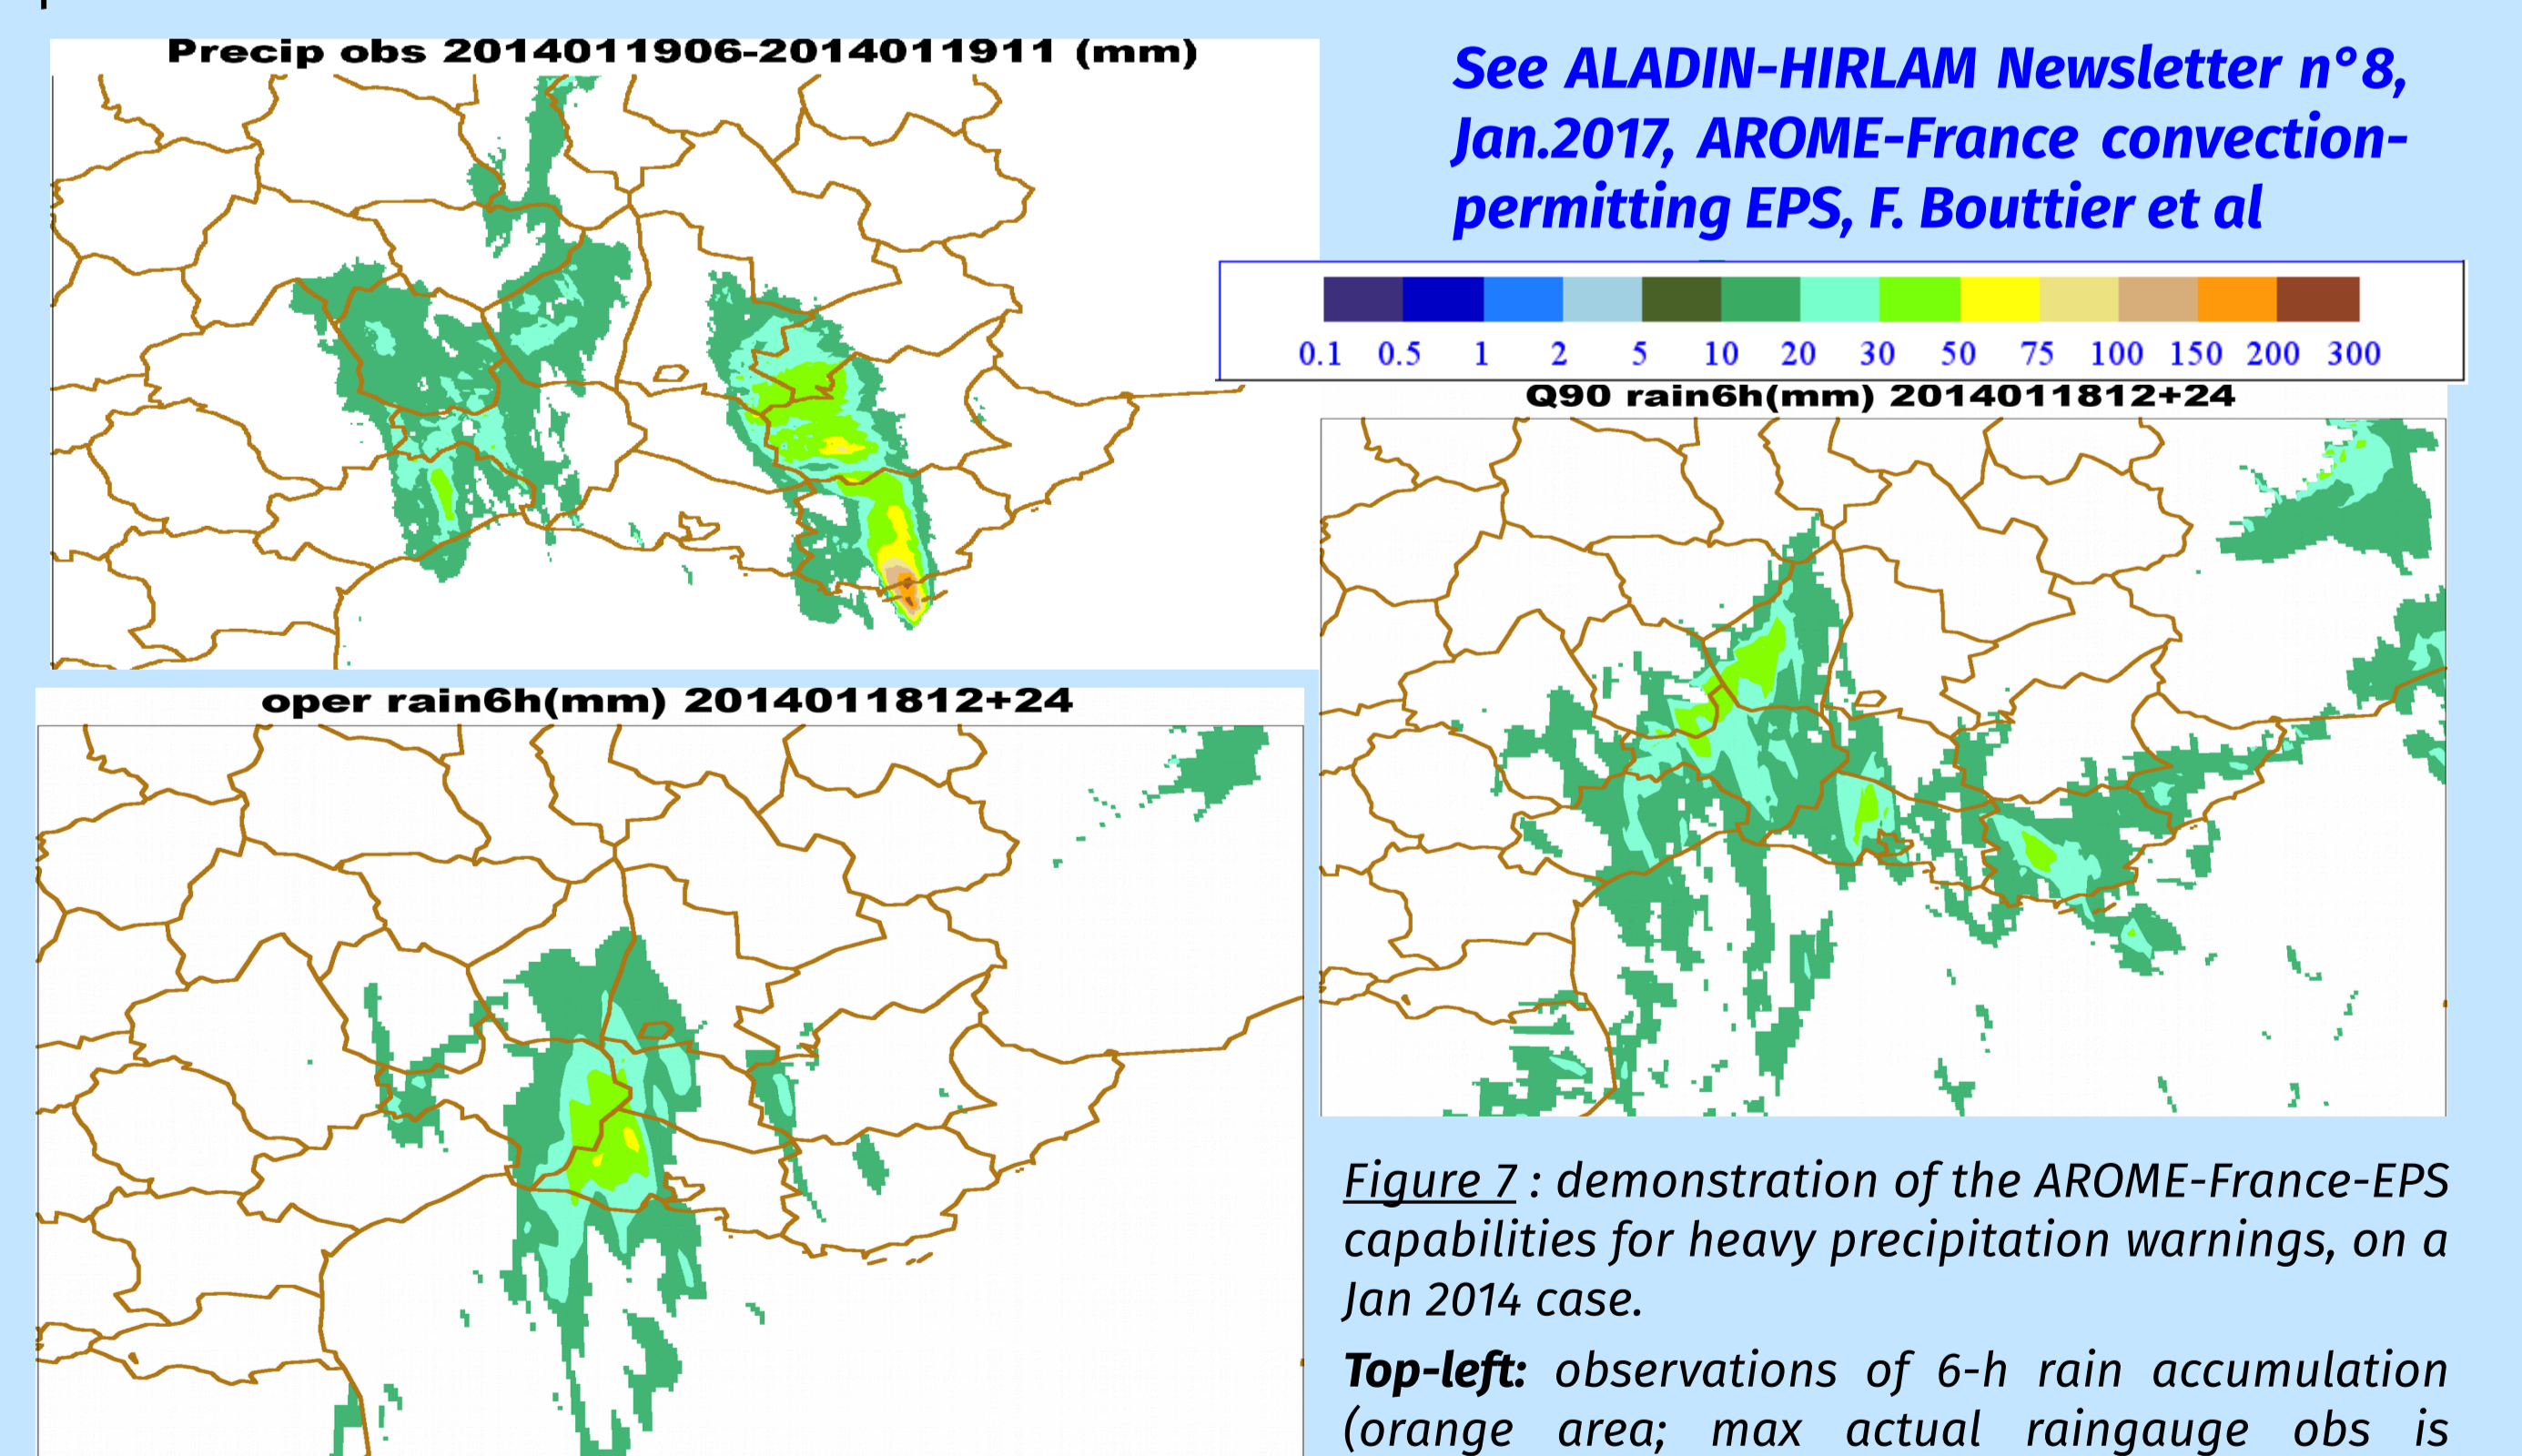 Precip obs 2014011906-2014011911 (mm)
See ALADIN-HIRLAM Newsletter n°8,
Jan.2017, AROME-France convection-
permitting EPS, F. Bouttier et al
0.1 0.5 1 2 5 10 20 30 50 75 100 150 200 300
Q90 rain6h(mm) 2014011812+24
oper rain6h(mm) 2014011812+24
Figure 7 : demonstration of the AROME-France-EPS
capabilities for heavy precipitation warnings, on a
Jan 2014 case.
Top-left: observations of 6-h rain accumulation
(orange area; max actual raingauge obs is